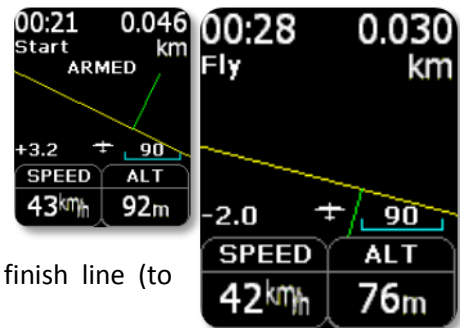 00:21 0.046
Start km
ARMED
+3.2 90
SPEED ALT
43km/h 92m
00:28 0.030
Fly km
-2.0 90
SPEED ALT
42km/h 76m
finish line (to